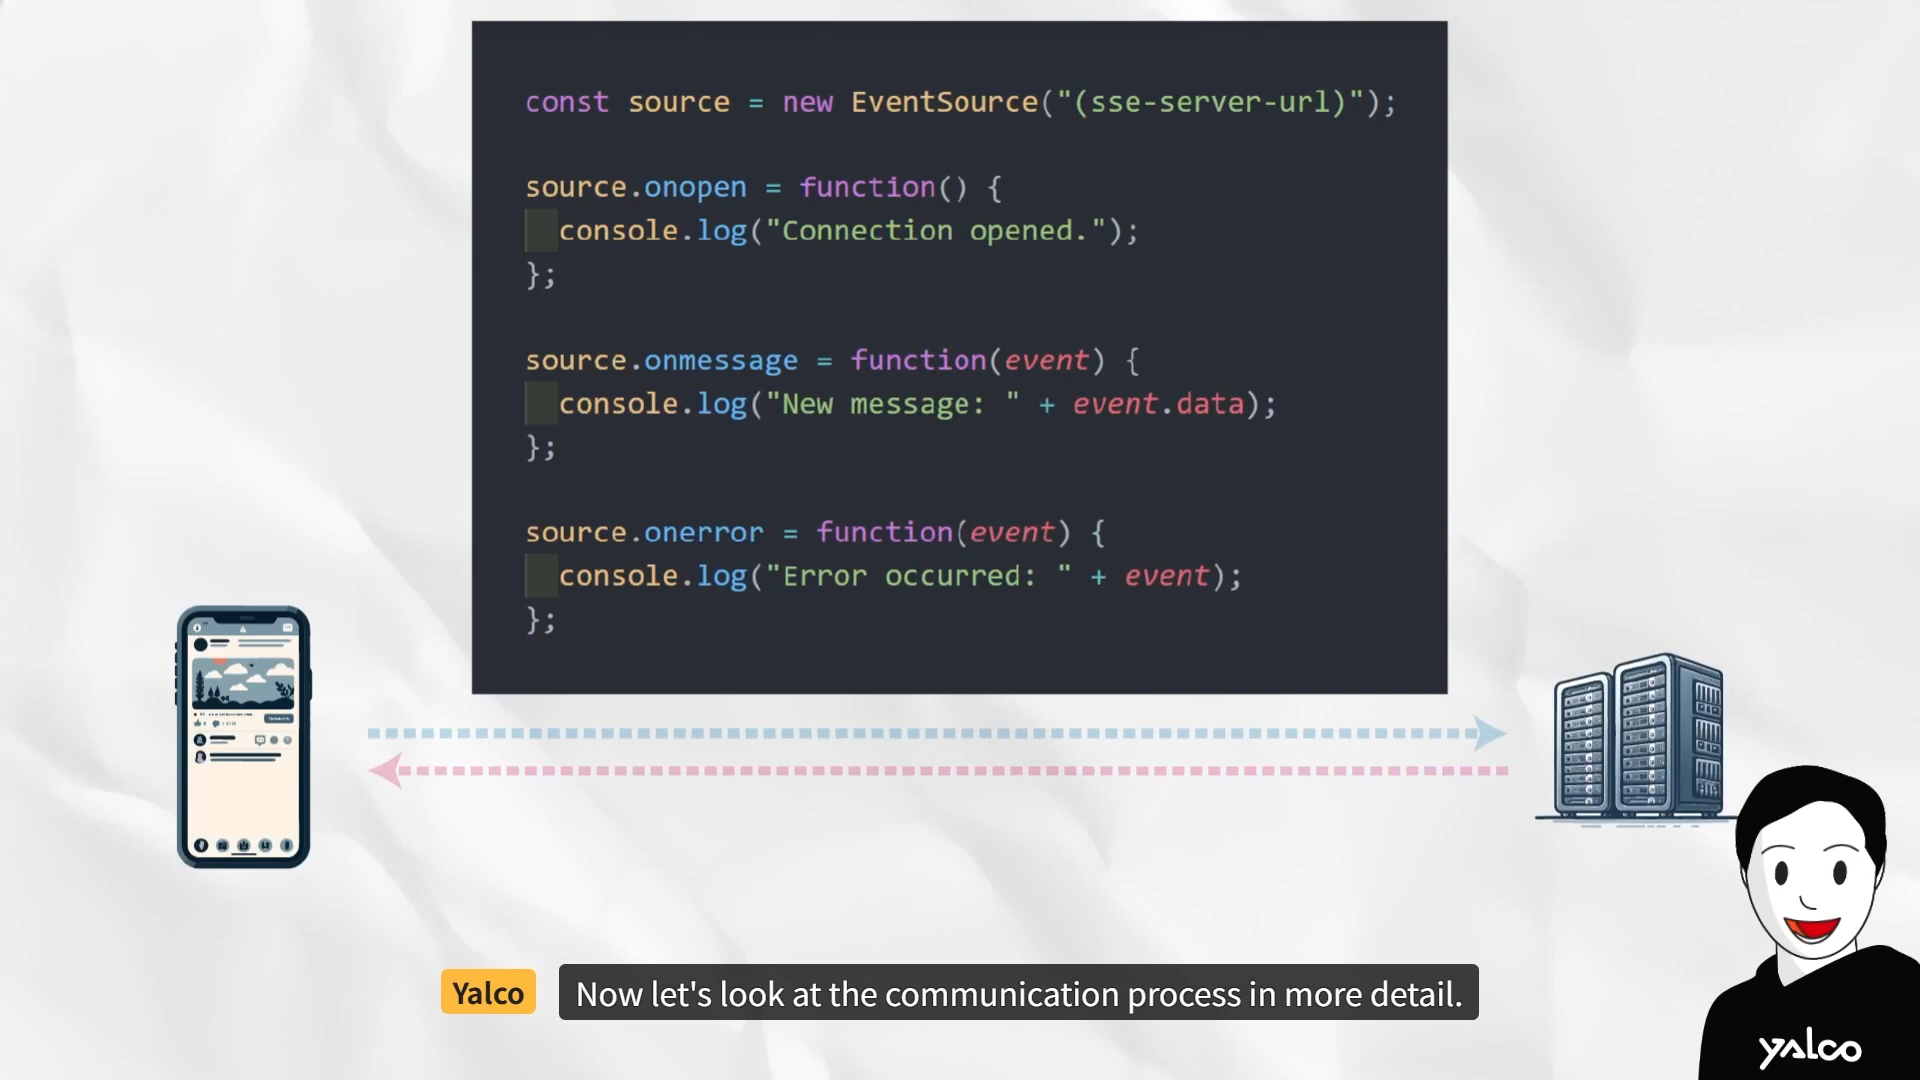 const source = new EventSource("(sse-server-url)");
source.onopen = function() {
console.log("Connection opened.");
};
source.onmessage = function(event) {
console.log("New message: " + event.data);
};
source.onerror = function(event) {
console.log("Error occurred: " + event);
};
Yalco Now let's look at the communication process in more detail.
yalco